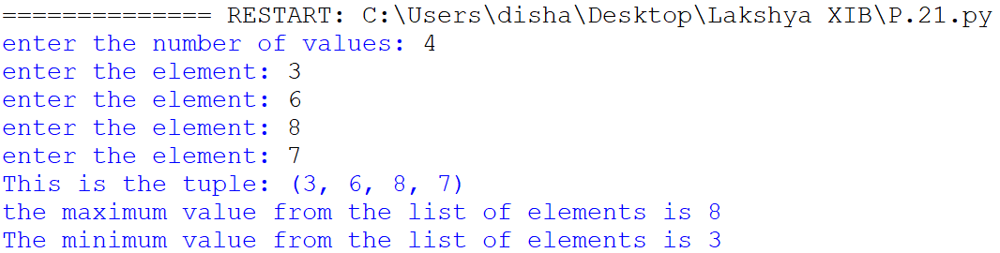 ============== RESTART: C:\Users\disha\Desktop\Lakshya XIB\P.21.py
enter the number of values: 4
enter the element: 3
enter the element: 6
enter the element: 8
enter the element: 7
This is the tuple: (3, 6, 8, 7)
the maximum value from the list of elements is 8
The minimum value from the list of elements is 3